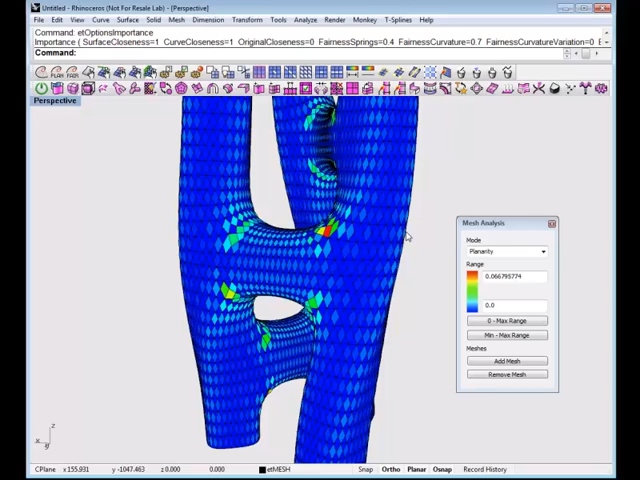 Untitled - Rhinoceros (Not For Resale Lab) - [Perspective]
File Edit View Curve Surface Solid Mesh Dimension Transform Tools Analyze Render Monkey T-Splines Help
Command: etOptionsImportance
Importance ( SurfaceCloseness=1 CurveCloseness=1 OriginalCloseness=0 FairnessSprings=0.4 FairnessCurvature=0.7 FairnessCurvatureVariation=0
Command:
Perspective
Mesh Analysis
Mode
Planarity
Range
0.066795774
0.0
0 - Max Range
Min - Max Range
Meshes
Add Mesh
Remove Mesh
z
x
y
CPlane x 155.931 y -1047.463 z 0.000 0.000 etMESH Snap Ortho Planar Osnap Record History